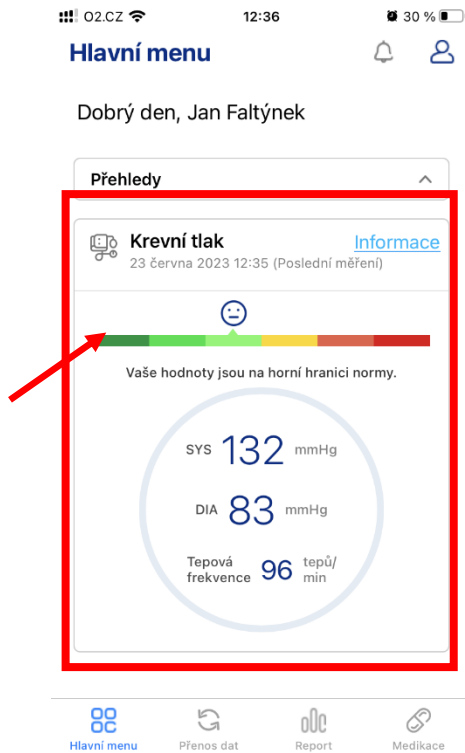 O2.CZ 12:36 30 %
Hlavní menu
Dobrý den, Jan Faltýnek
Přehledy
Krevní tlak Informace
23 června 2023 12:35 (Poslední měření)
Vaše hodnoty jsou na horní hranici normy.
SYS 132 mmHg
DIA 83 mmHg
Tepová frekvence 96 tepů/min
Hlavní menu Přenos dat Report Medikace